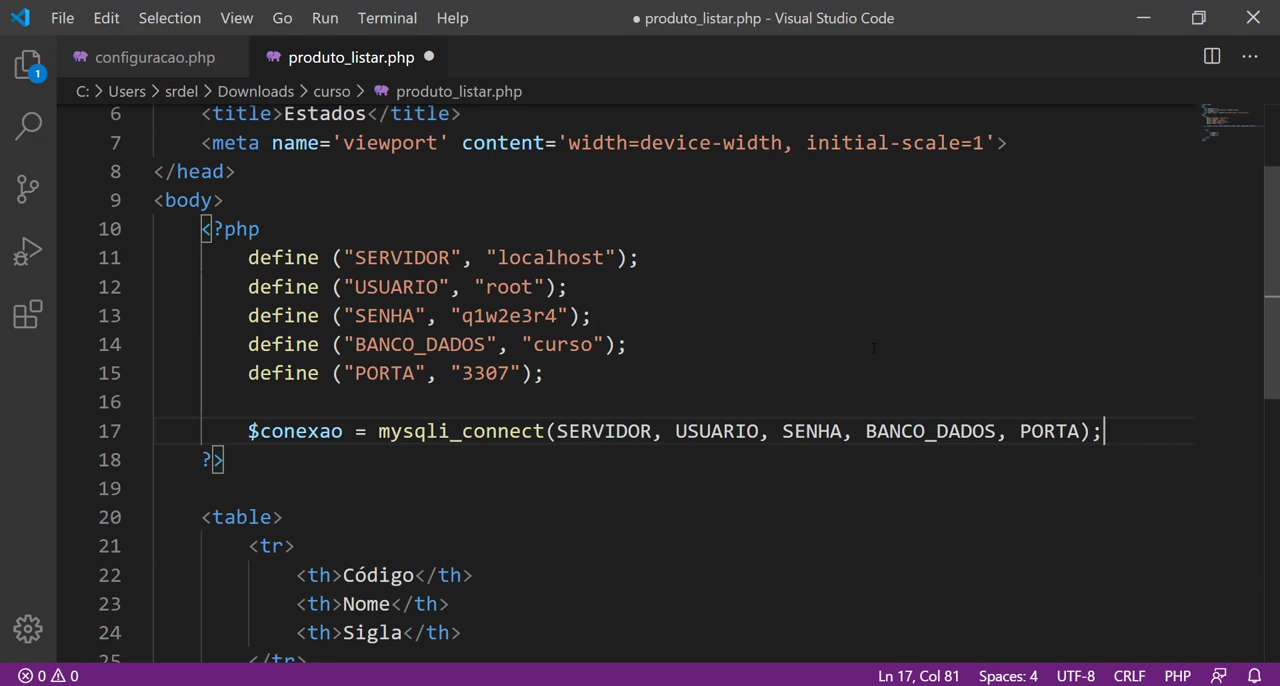 File Edit Selection View Go Run Terminal Help ● produto_listar.php - Visual Studio Code
configuracao.php produto_listar.php
1
C: > Users > srdel > Downloads > curso > produto_listar.php
6 <title>Estados</title>
7 <meta name='viewport' content='width=device-width, initial-scale=1'>
8 </head>
9 <body>
10 <?php
11 define ("SERVIDOR", "localhost");
12 define ("USUARIO", "root");
13 define ("SENHA", "q1w2e3r4");
14 define ("BANCO_DADOS", "curso");
15 define ("PORTA", "3307");
16
17 $conexao = mysqli_connect(SERVIDOR, USUARIO, SENHA, BANCO_DADOS, PORTA);
18 ?>
19
20 <table>
21 <tr>
22 <th>Código</th>
23 <th>Nome</th>
24 <th>Sigla</th>
25 </tr>
0 0 Ln 17, Col 81 Spaces: 4 UTF-8 CRLF PHP